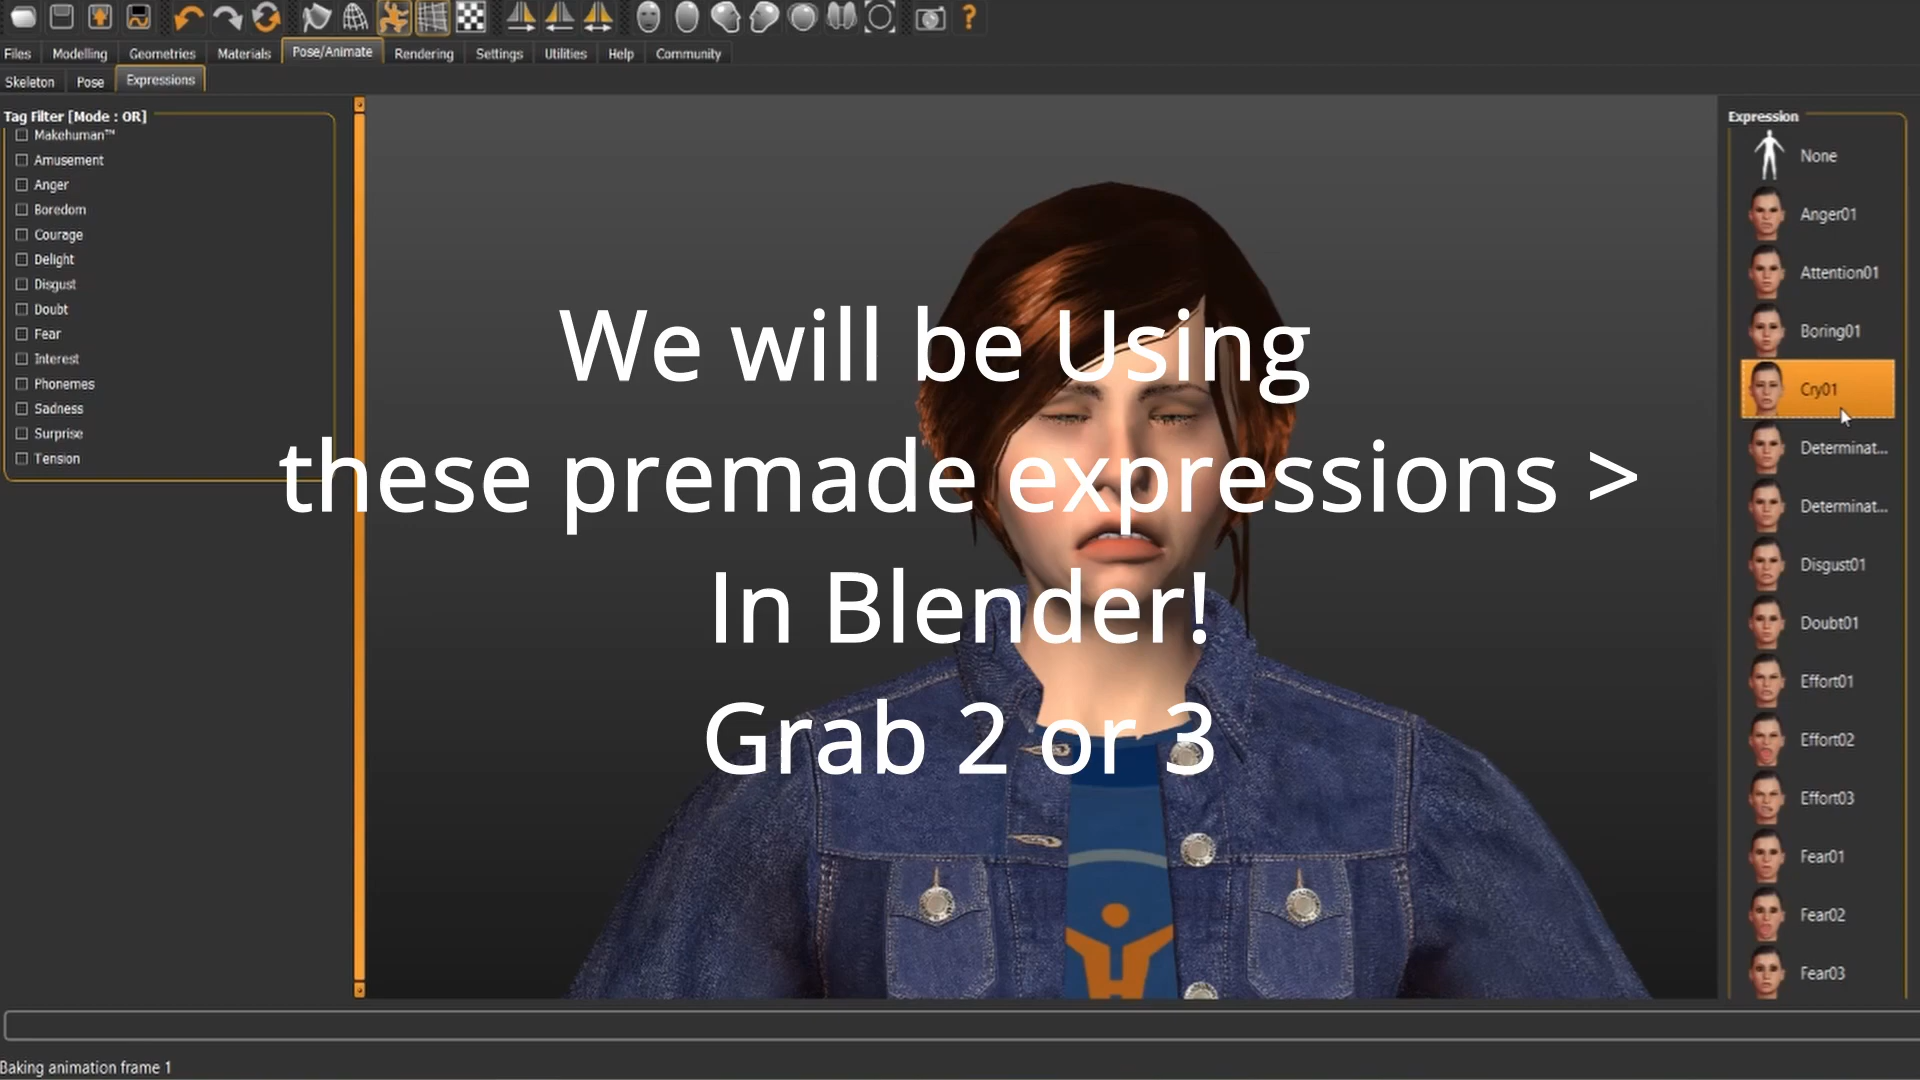 Files Modelling Geometries Materials Pose/Animate Rendering Settings Utilities Help Community
Skeleton Pose Expressions
Tag Filter [Mode : OR]
Makehuman™
Amusement
Anger
Boredom
Courage
Delight
Disgust
Doubt
Fear
Interest
Phonemes
Sadness
Surprise
Tension
We will be Using
these premade expressions >
In Blender!
Grab 2 or 3
Expression
None
Anger01
Attention01
Boring01
Cry01
Determinat...
Determinat...
Disgust01
Doubt01
Effort01
Effort02
Effort03
Fear01
Fear02
Fear03
Baking animation frame 1